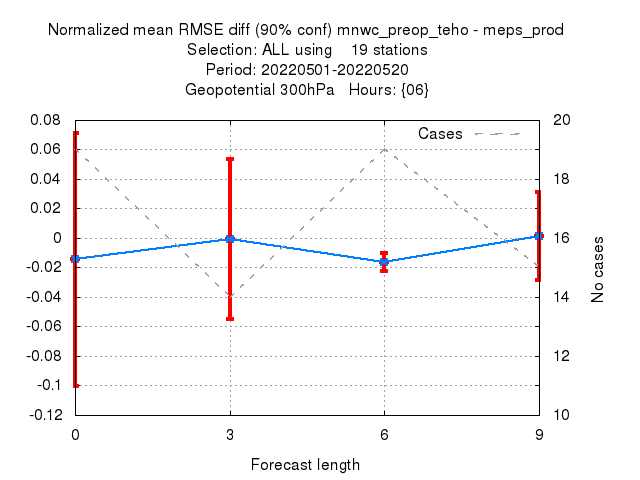 Normalized mean RMSE diff (90% conf) mnwc_preop_teho - meps_prod
Selection: ALL using    19 stations
Period: 20220501-20220520
Geopotential 300hPa   Hours: {06}
Cases
0.08
0.06
0.04
0.02
0
-0.02
-0.04
-0.06
-0.08
-0.1
-0.12
20
18
16
14
12
10
No cases
0 3 6 9
Forecast length